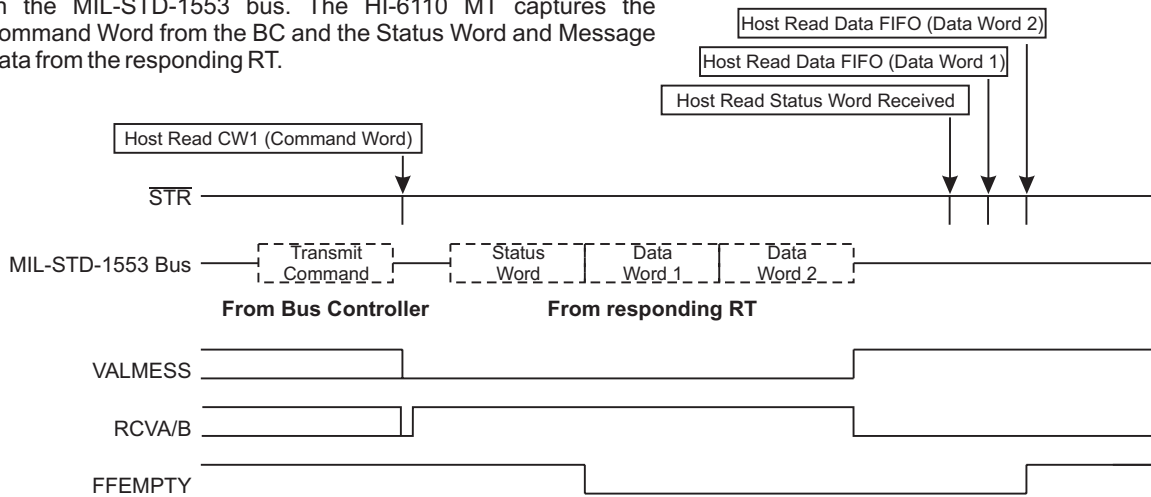 in the MIL-STD-1553 bus. The HI-6110 MT captures the
ommand Word from the BC and the Status Word and Message
ata from the responding RT.
Host Read Data FIFO (Data Word 2)
Host Read Data FIFO (Data Word 1)
Host Read Status Word Received
Host Read CW1 (Command Word)
STR
MIL-STD-1553 Bus
Transmit
Command
Status
Word
Data
Word 1
Data
Word 2
From Bus Controller
From responding RT
VALMESS
RCVA/B
FFEMPTY